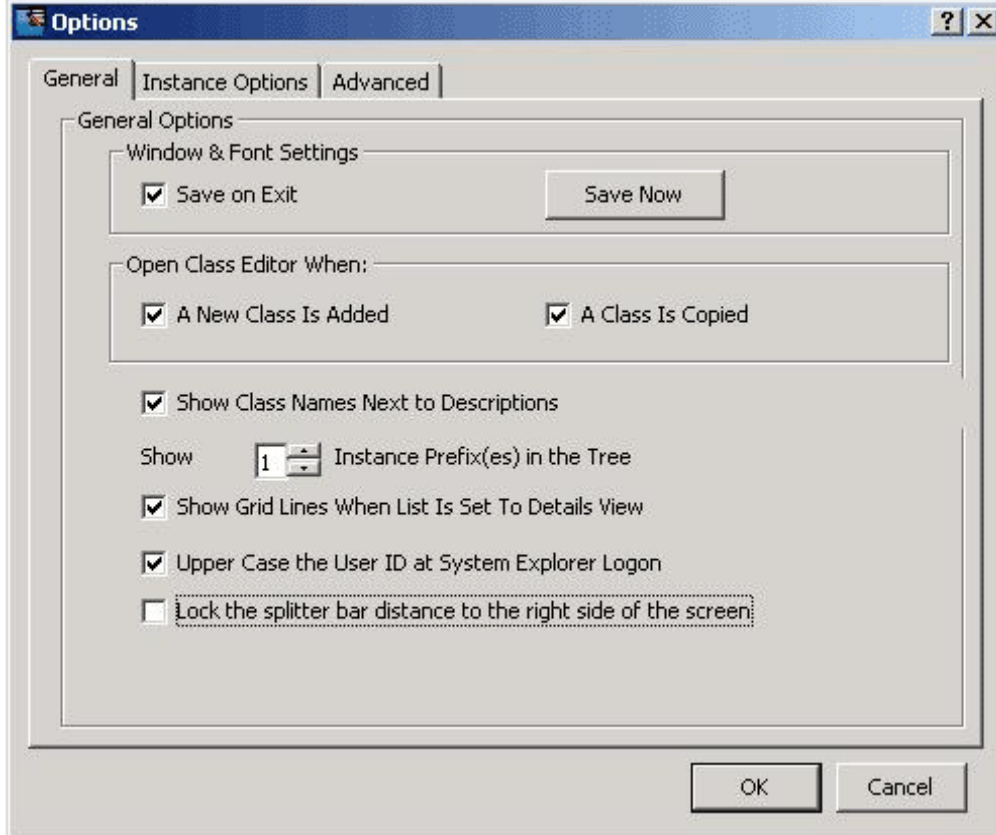 Options
General Instance Options Advanced
General Options
Window & Font Settings
Save on Exit Save Now
Open Class Editor When:
A New Class Is Added A Class Is Copied
Show Class Names Next to Descriptions
Show 1 Instance Prefix(es) in the Tree
Show Grid Lines When List Is Set To Details View
Upper Case the User ID at System Explorer Logon
Lock the splitter bar distance to the right side of the screen
OK Cancel